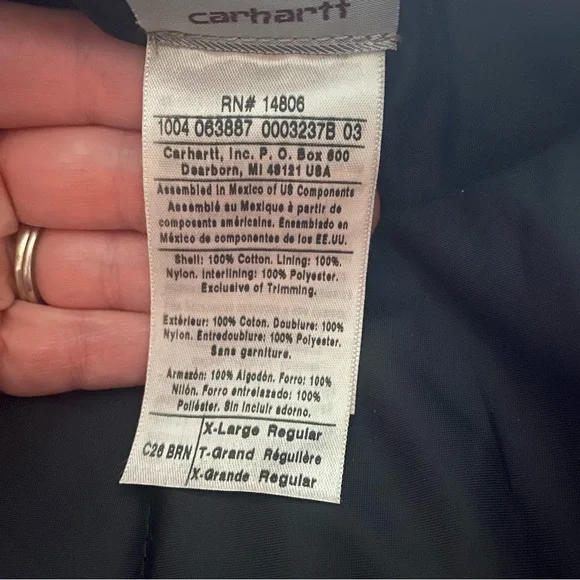 carhartt
RN# 14806
1004 063887 0003237B 03
Carhartt, Inc. P. O. Box 600
Dearborn, MI 48121 USA
Assembled in Mexico of US Components
Assemblé au Mexique à partir de
composants américains. Ensamblado en
México de componentes de los EE.UU.
Shell: 100% Cotton. Lining: 100%
Nylon. Interlining: 100% Polyester.
Exclusive of Trimming.
Extérieur: 100% Coton. Doublure: 100%
Nylon. Entredoublure: 100% Polyester.
Sans garniture.
Armazón: 100% Algodón. Forro: 100%
Nilón. Forro entrelazado: 100%
Poliéster. Sin incluir adorno.
X-Large Regular
C26 BRN T-Grand Régulière
X-Grande Regular